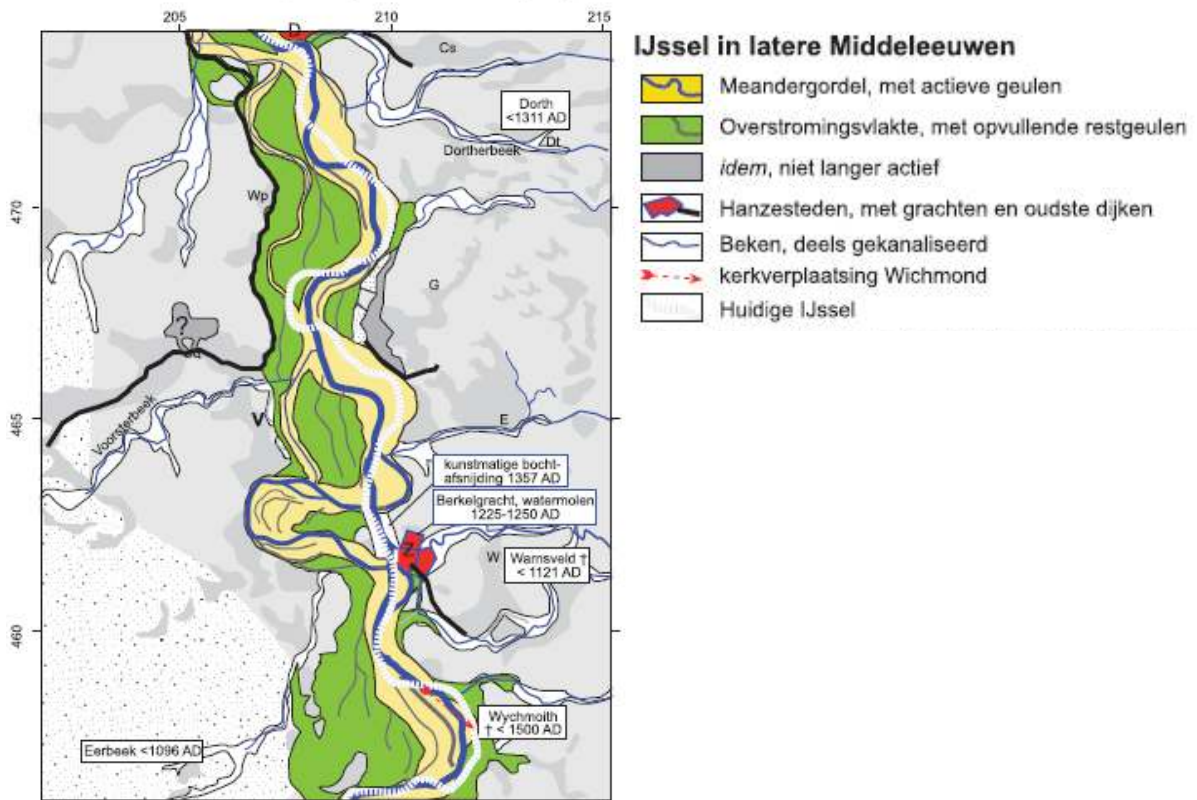 205 210 215
D
Cs
Dorth
<1311 AD
Dt
Dortherbeek
Wp
470
G
?
Voorsterbeek
V
465
E
kunstmatige bocht-
afsnijding 1357 AD
Berkelgracht, watermolen
1225-1250 AD
Z
W
Warnsveld †
< 1121 AD
460
Wychmoith
† < 1500 AD
Eerbeek <1096 AD
IJssel in latere Middeleeuwen
Meandergordel, met actieve geulen
Overstromingsvlakte, met opvullende restgeulen
idem, niet langer actief
Hanzesteden, met grachten en oudste dijken
Beken, deels gekanaliseerd
kerkverplaatsing Wichmond
Huidige IJssel